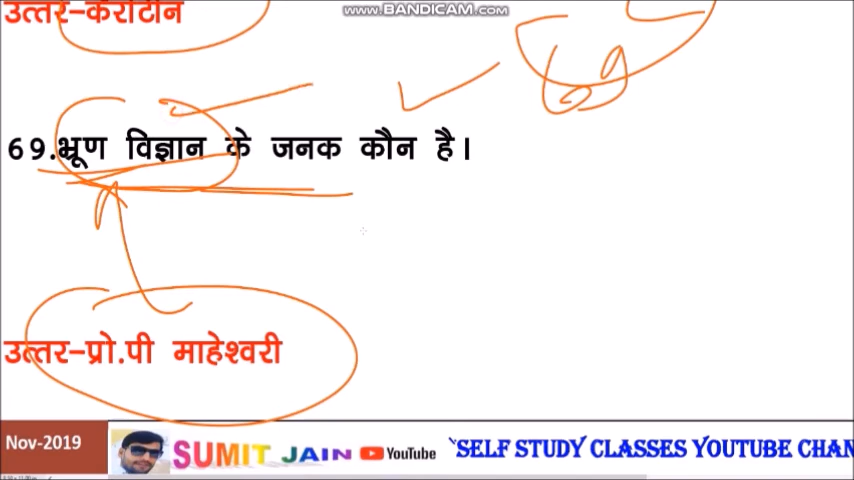 उत्तर-कैरोटीन
www.BANDICAM.com
69
69.भ्रूण विज्ञान के जनक कौन है।
उत्तर-प्रो.पी माहेश्वरी
Nov-2019
SUMIT JAIN YouTube
SELF STUDY CLASSES YOUTUBE CHAN